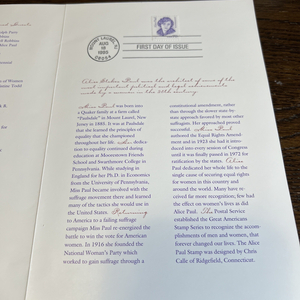 MOUNT LAUREL, NJ
AUG
18
1995
08054
FIRST DAY OF ISSUE
Alice Stokes Paul was the architect of some of the
most important political and legal achievements
made by a woman in the 20th century.
Miss Paul was born into
a Quaker family on a farm called
"Paulsdale" in Mount Laurel, New
Jersey in 1885. It was at Paulsdale
that she learned the principles of
equality that she championed
throughout her life. Her dedica-
tion to equality continued during
education at Moorestown Friends
School and Swarthmore College in
Pennsylvania. While studying in
England for her Ph.D. in Economics
from the University of Pennsylvania,
Miss Paul became involved with the
suffrage movement there and learned
many of the tactics she would use in
the United States. Returning
to America to a failing suffrage
campaign Miss Paul re-energized the
battle to win the vote for American
women. In 1916 she founded the
National Woman's Party which
worked to gain suffrage through a
constitutional amendment, rather
than through the slower state-by-
state approach favored by most other
suffragists. Her approach passed
successfully. Miss Paul
authored the Equal Rights Amend-
ment and in 1923 she had it intro-
duced into every session of Congress
until it was finally passed in 1972 for
ratification by the states. Alice
Paul dedicated her whole life to the
single cause of securing equal rights
for women in this country and
around the world. Many have re-
ceived far more recognition, few had
the effect on women's lives as did
Alice Paul. The Postal Service
established the Great American
Stamp Series to recognize the accom-
plishments of men and women, that
forever changed our lives. The Alice
Paul Stamp was designed by Chris
Calle of Ridgefield, Connecticut.